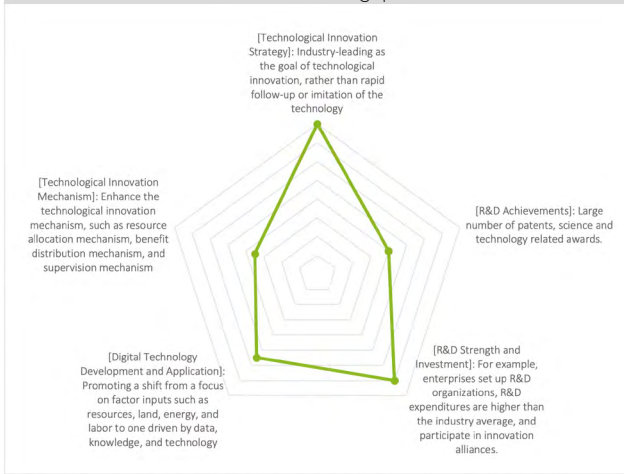 [Technological Innovation
Strategy]: Industry-leading as
the goal of technological
innovation, rather than rapid
follow-up or imitation of the
technology
[Technological Innovation
Mechanism]: Enhance the
technological innovation
mechanism, such as resource
allocation mechanism, benefit
distribution mechanism, and
supervision mechanism
[R&D Achievements]: Large
number of patents, science and
technology related awards.
[Digital Technology
Development and Application]:
Promoting a shift from a focus
on factor inputs such as
resources, land, energy, and
labor to one driven by data,
knowledge, and technology
[R&D Strength and
Investment]: For example,
enterprises set up R&D
organizations, R&D
expenditures are higher than
the industry average, and
participate in innovation
alliances.